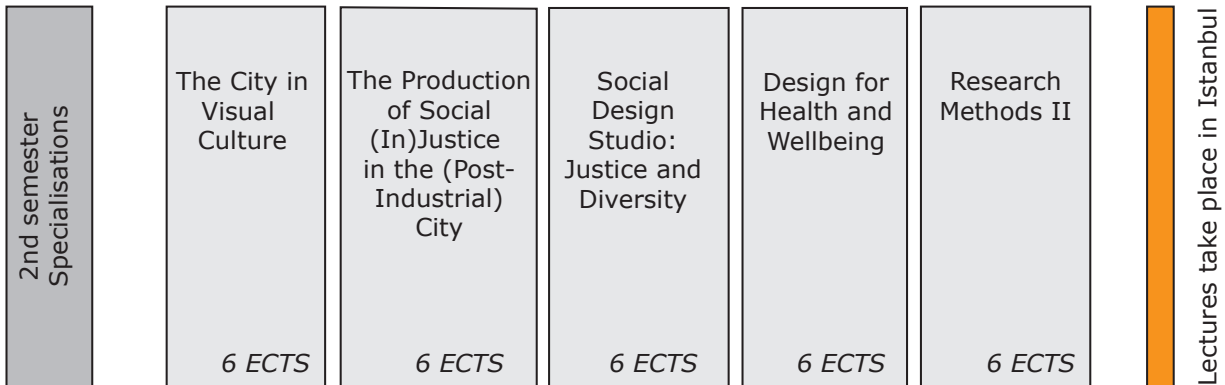 2nd semester
Specialisations
The City in
Visual
Culture
6 ECTS
The Production
of Social
(In)Justice
in the (Post-
Industrial)
City
6 ECTS
Social
Design
Studio:
Justice and
Diversity
6 ECTS
Design for
Health and
Wellbeing
6 ECTS
Research
Methods II
6 ECTS
Lectures take place in Istanbul